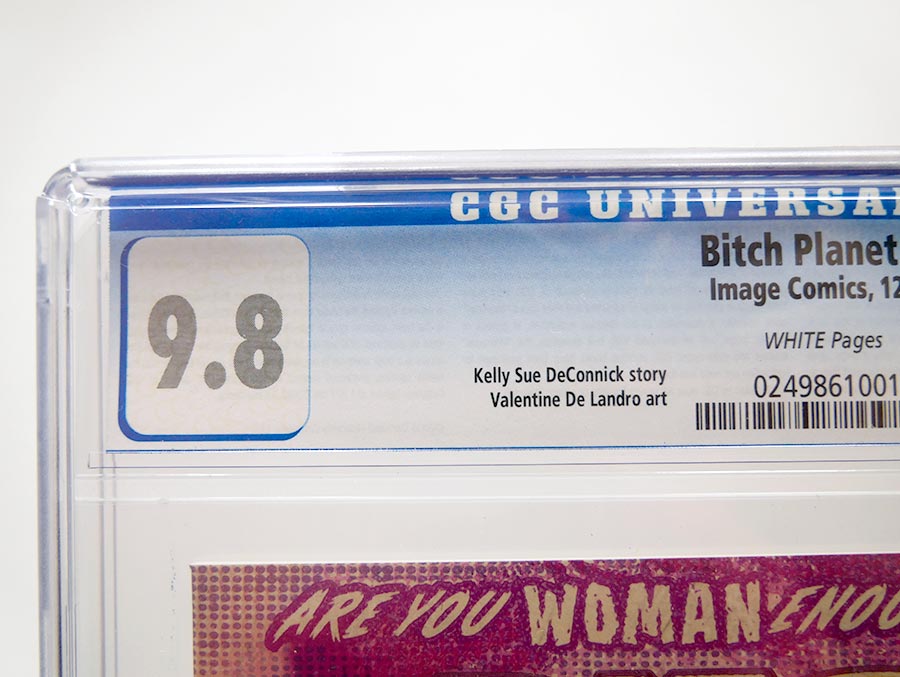 CGC UNIVERSA
9.8
Bitch Planet
Image Comics, 12
WHITE Pages
Kelly Sue DeConnick story
Valentine De Landro art
0249861001
ARE YOU WOMAN ENOU